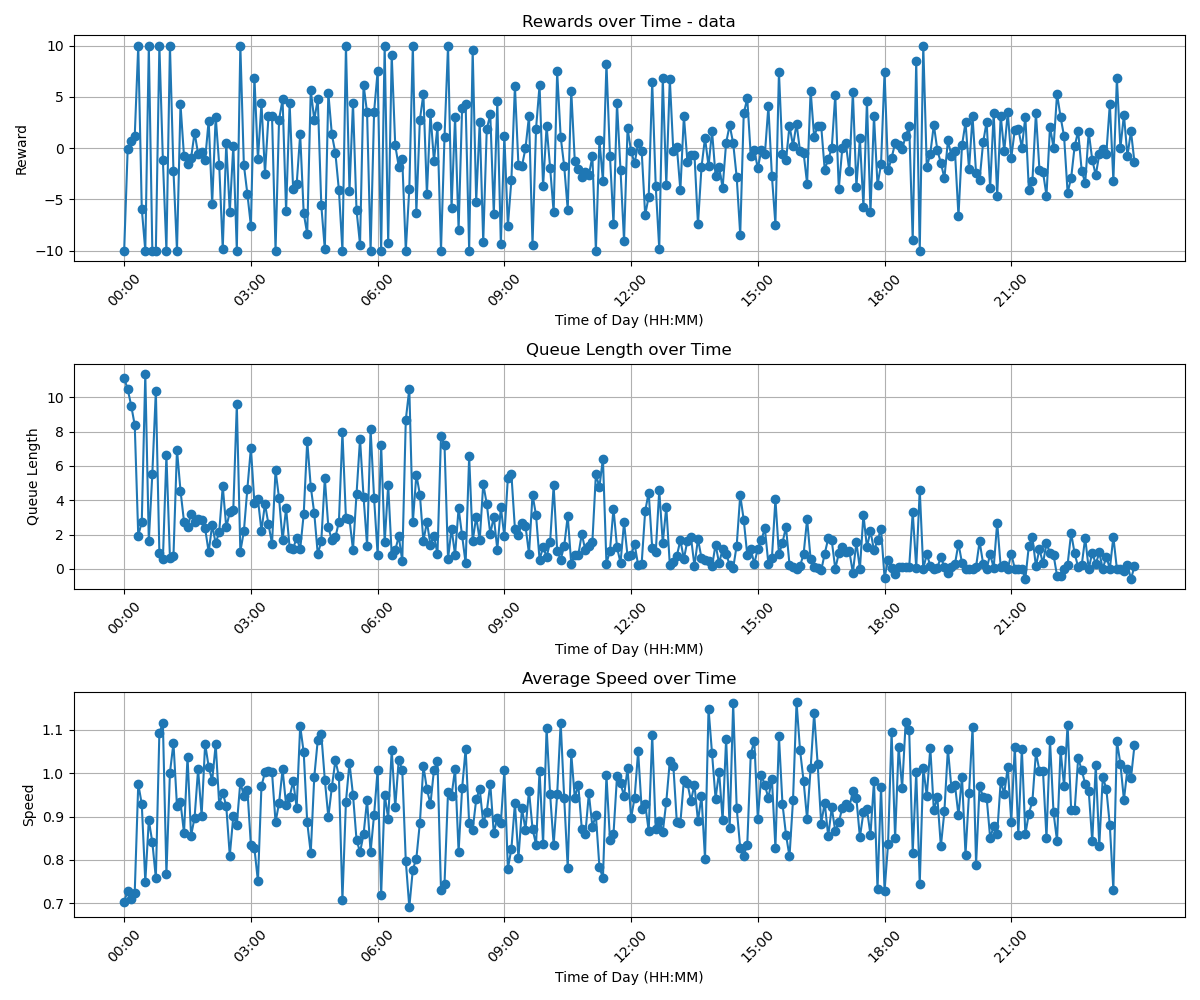 Rewards over Time - data
Reward
10
5
0
−5
−10
00:00 03:00 06:00 09:00 12:00 15:00 18:00 21:00
Time of Day (HH:MM)
Queue Length over Time
Queue Length
10
8
6
4
2
0
00:00 03:00 06:00 09:00 12:00 15:00 18:00 21:00
Time of Day (HH:MM)
Average Speed over Time
Speed
1.1
1.0
0.9
0.8
0.7
00:00 03:00 06:00 09:00 12:00 15:00 18:00 21:00
Time of Day (HH:MM)